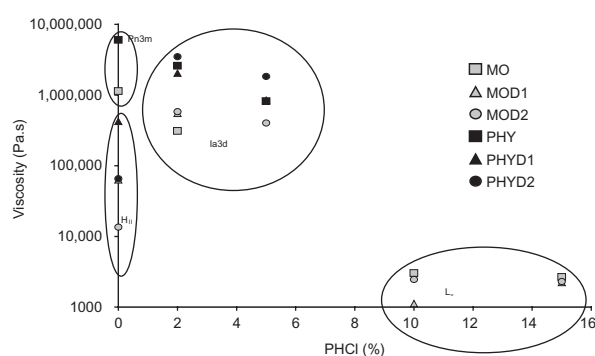 10,000,000
1,000,000
100,000
10,000
1000
Viscosity (Pa.s)
Pn3m
Ia3d
HII
Lα
MO
MOD1
MOD2
PHY
PHYD1
PHYD2
0 2 4 6 8 10 12 14 16
PHCl (%)